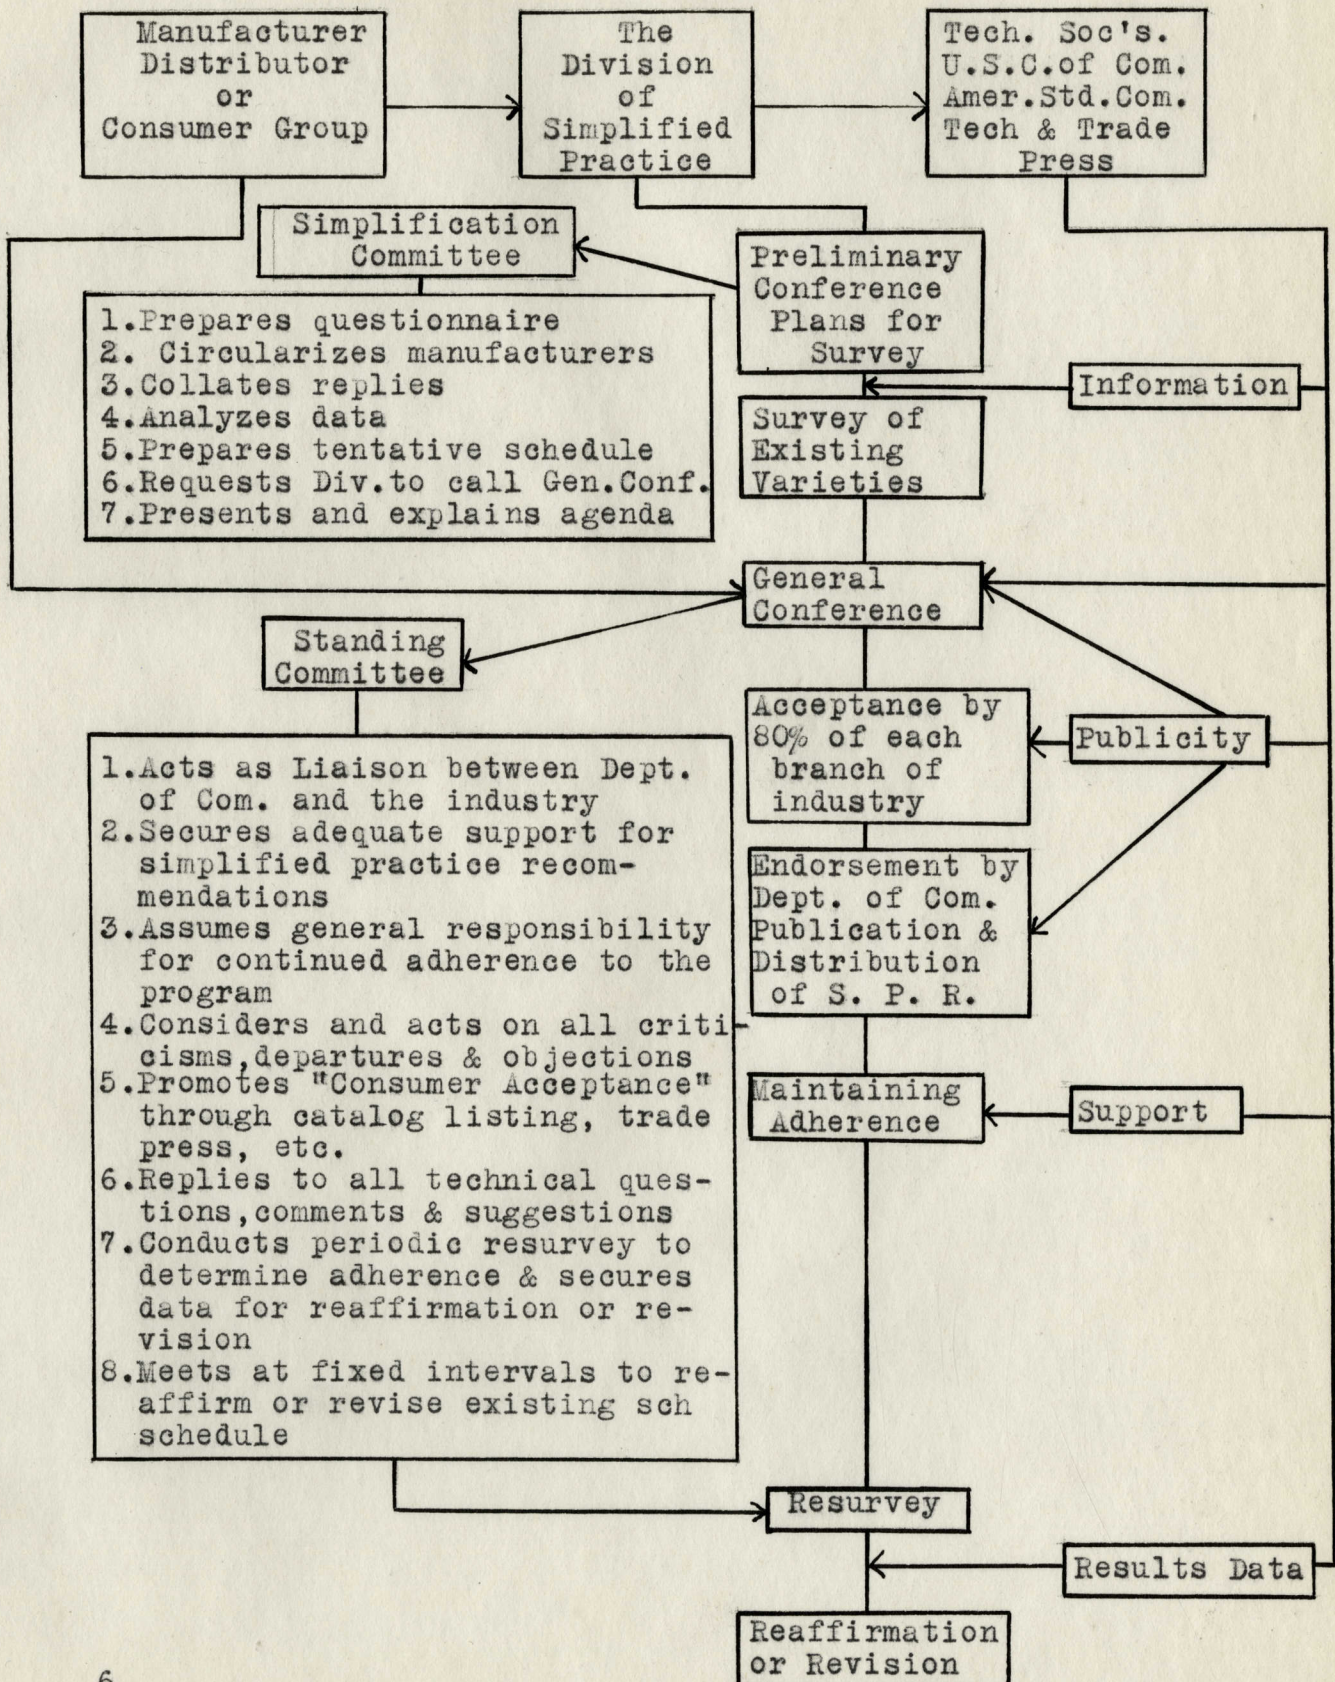 Manufacturer
Distributor
or
Consumer Group
The
Division
of
Simplified
Practice
Tech. Soc's.
U.S.C.of Com.
Amer.Std.Com.
Tech & Trade
Press
Simplification
Committee
Preliminary
Conference
Plans for
Survey
1.Prepares questionnaire
2. Circularizes manufacturers
3.Collates replies
4.Analyzes data
5.Prepares tentative schedule
6.Requests Div.to call Gen.Conf.
7.Presents and explains agenda
Information
Survey of
Existing
Varieties
General
Conference
Standing
Committee
Acceptance by
80% of each
branch of
industry
Publicity
1.Acts as Liaison between Dept.
of Com. and the industry
2.Secures adequate support for
simplified practice recom-
mendations
3.Assumes general responsibility
for continued adherence to the
program
4.Considers and acts on all criti-
cisms,departures & objections
5.Promotes "Consumer Acceptance"
through catalog listing, trade
press, etc.
6.Replies to all technical ques-
tions,comments & suggestions
7.Conducts periodic resurvey to
determine adherence & secures
data for reaffirmation or re-
vision
8.Meets at fixed intervals to re-
affirm or revise existing sch
schedule
Endorsement by
Dept. of Com.
Publication &
Distribution
of S. P. R.
Maintaining
Adherence
Support
Resurvey
Results Data
Reaffirmation
or Revision
6